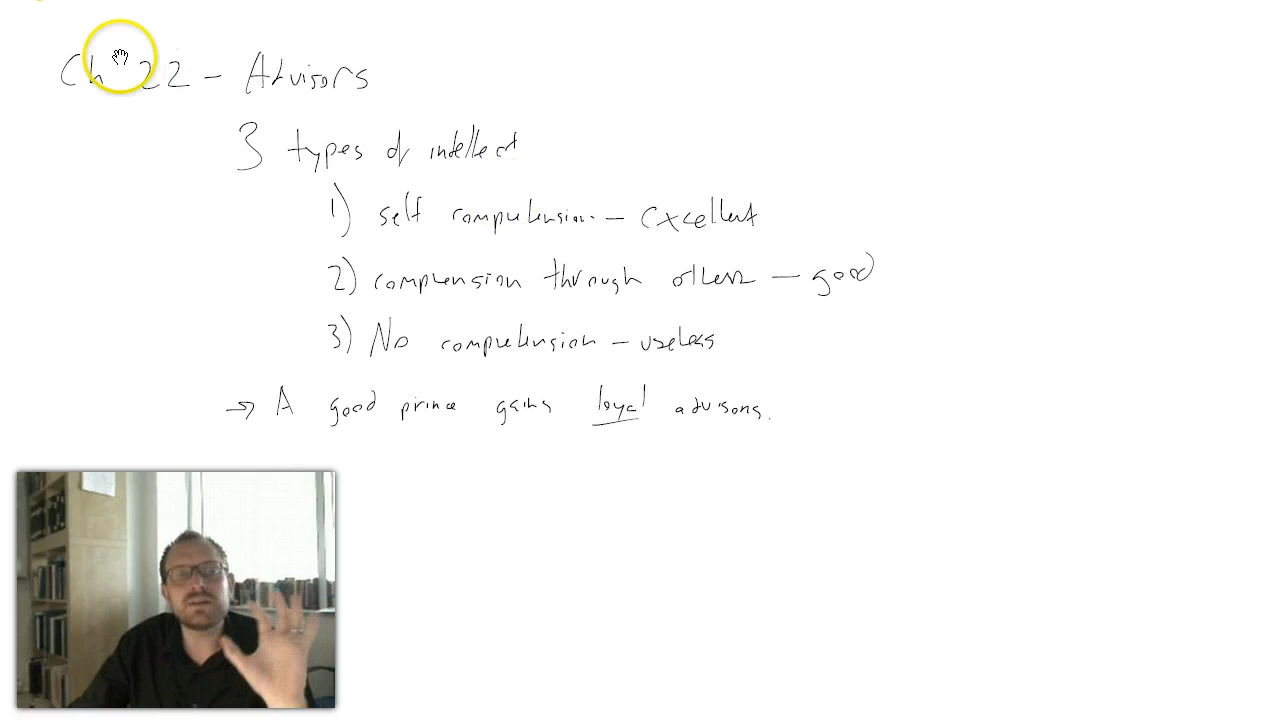 Ch 22 - Advisors
3 types of intellect
1) self comprehension - excellent
2) comprension through others - good
3) No comprehension - useless
→ A good prince gains loyal advisors.